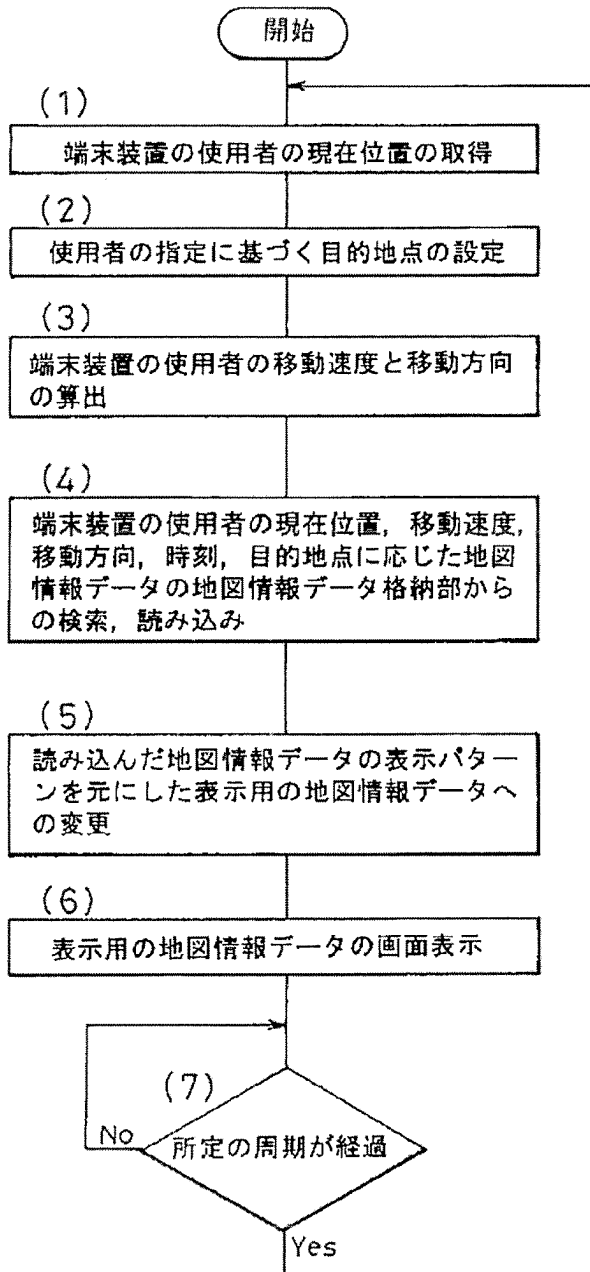 開始
(1)
端末装置の使用者の現在位置の取得
(2)
使用者の指定に基づく目的地点の設定
(3)
端末装置の使用者の移動速度と移動方向
の算出
(4)
端末装置の使用者の現在位置, 移動速度,
移動方向, 時刻, 目的地点に応じた地図
情報データの地図情報データ格納部から
の検索, 読み込み
(5)
読み込んだ地図情報データの表示パター
ンを元にした表示用の地図情報データへ
の変更
(6)
表示用の地図情報データの画面表示
(7)
所定の周期が経過
No
Yes